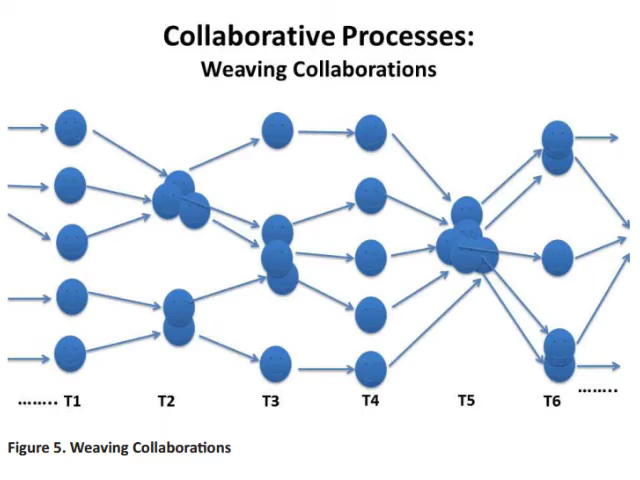 Collaborative Processes:
Weaving Collaborations
........ T1 T2 T3 T4 T5 T6 ........
Figure 5. Weaving Collaborations